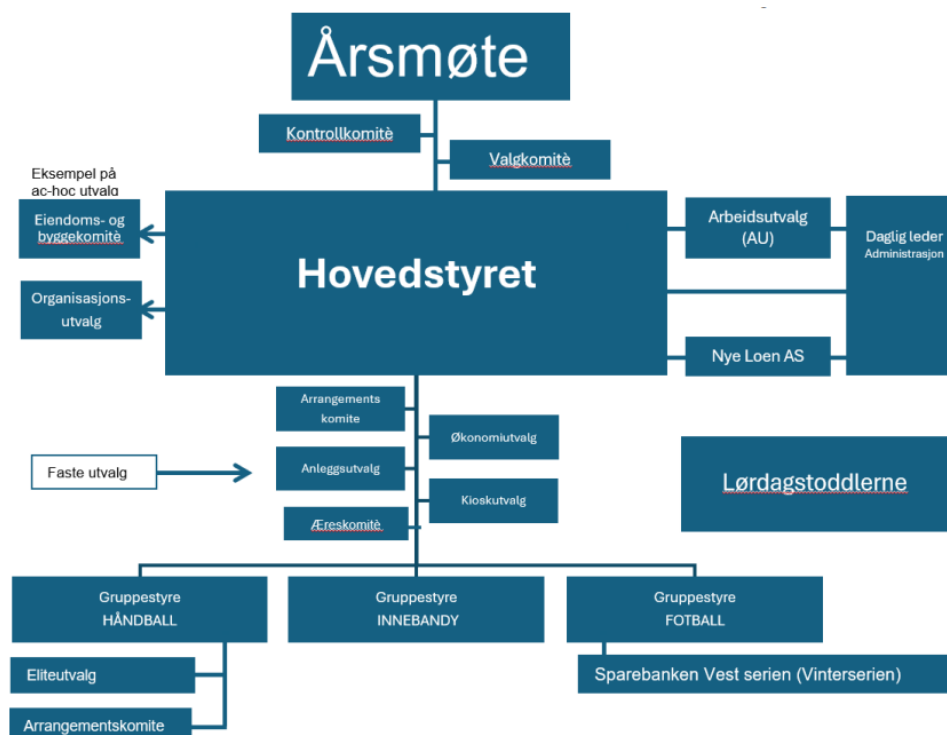 Årsmøte
Kontrollkomitè
Valgkomitè
Eksempel på
ac-hoc utvalg
Eiendoms- og
byggekomitè
Organisasjons-
utvalg
Hovedstyret
Arbeidsutvalg
(AU)
Daglig leder
Administrasjon
Nye Loen AS
Arrangements
komite
Økonomiutvalg
Faste utvalg
Anleggsutvalg
Kioskutvalg
Æreskomitè
Lørdagstoddlerne
Gruppestyre
HÅNDBALL
Gruppestyre
INNEBANDY
Gruppestyre
FOTBALL
Eliteutvalg
Arrangementskomite
Sparebanken Vest serien (Vinterserien)